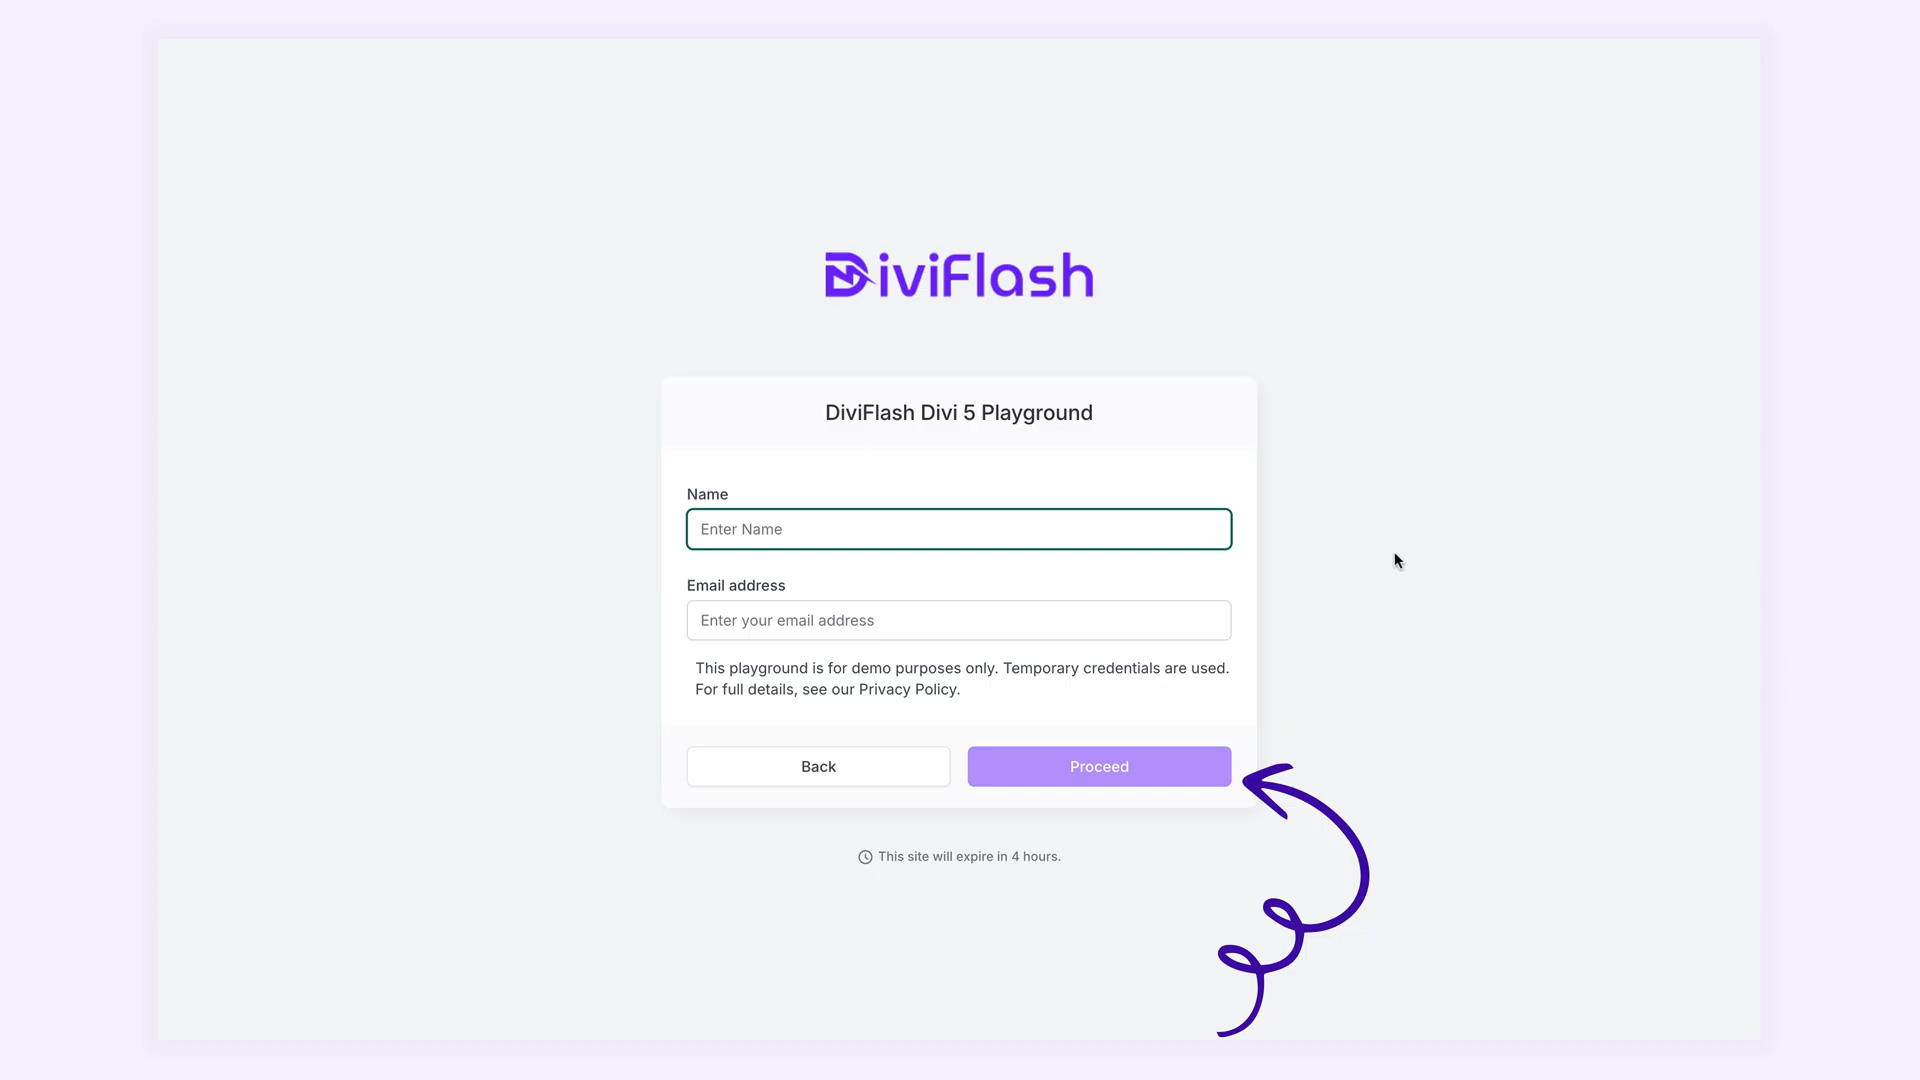 DiviFlash
DiviFlash Divi 5 Playground
Name
Enter Name
Email address
Enter your email address
This playground is for demo purposes only. Temporary credentials are used.
For full details, see our Privacy Policy.
Back
Proceed
This site will expire in 4 hours.